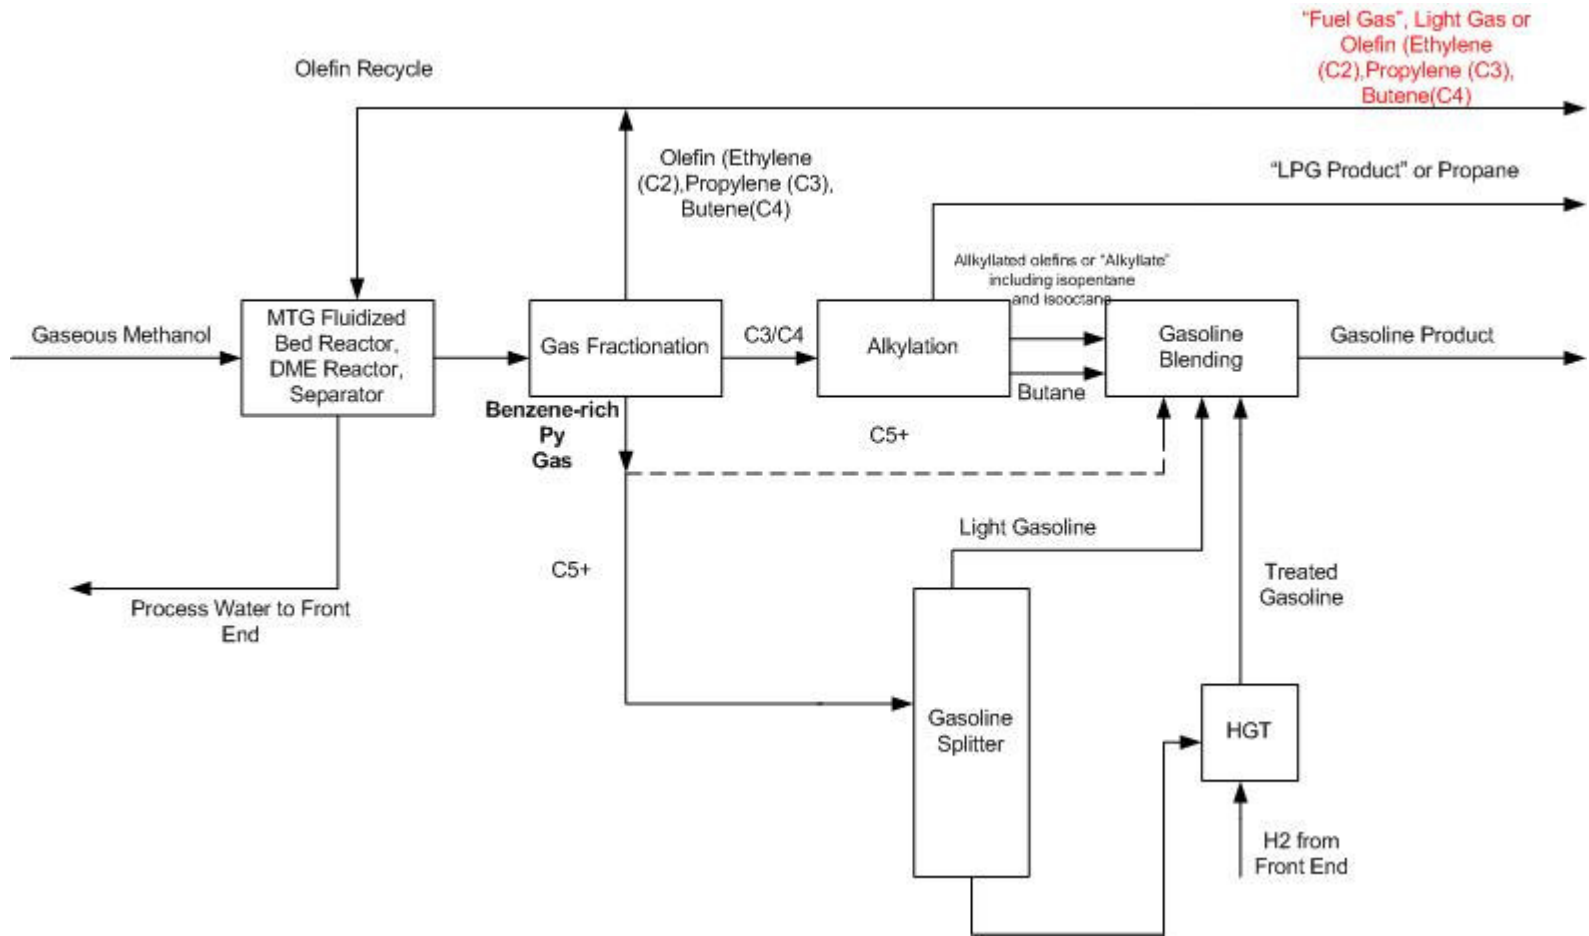 “Fuel Gas”, Light Gas or
Olefin (Ethylene
(C2),Propylene (C3),
Butene(C4)
Olefin Recycle
Olefin (Ethylene
(C2),Propylene (C3),
Butene(C4)
“LPG Product” or Propane
Allkyllated olefins or “Alkyllate”
including isopentane
and isooctane
Gaseous Methanol
MTG Fluidized
Bed Reactor,
DME Reactor,
Separator
Gas Fractionation
C3/C4
Alkylation
Butane
Gasoline
Blending
Gasoline Product
Benzene-rich
Py
Gas
C5+
Light Gasoline
C5+
Process Water to Front
End
Treated
Gasoline
Gasoline
Splitter
HGT
H2 from
Front End